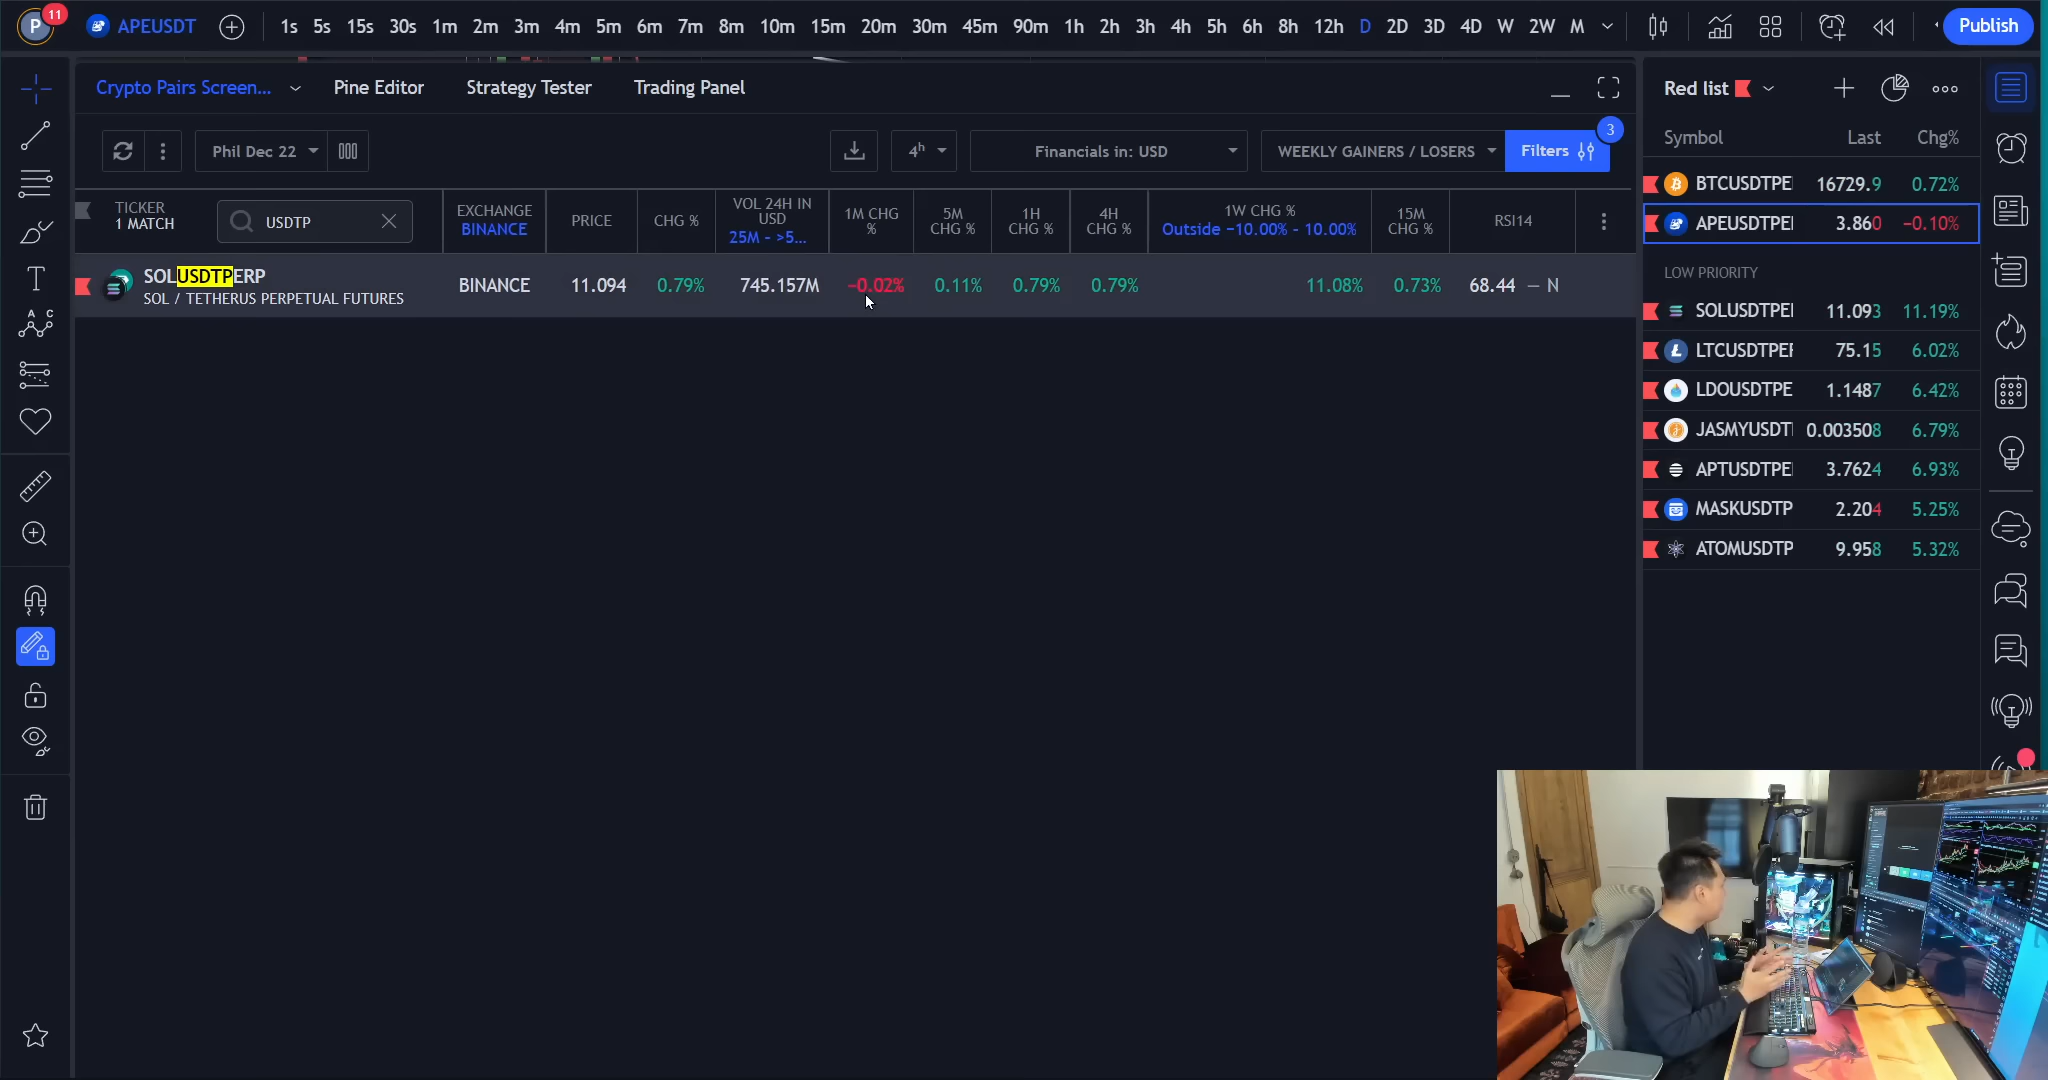 P
11
APEUSDT
1s 5s 15s 30s 1m 2m 3m 4m 5m 6m 7m 8m 10m 15m 20m 30m 45m 90m 1h 2h 3h 4h 5h 6h 8h 12h D 2D 3D 4D W 2W M
Publish
Crypto Pairs Screen...
Pine Editor
Strategy Tester
Trading Panel
Phil Dec 22
4h
Financials in: USD
WEEKLY GAINERS / LOSERS
Filters
3
TICKER
1 MATCH
USDTP
EXCHANGE
BINANCE
PRICE
CHG %
VOL 24H IN
USD
25M - >5...
1M CHG
%
5M
CHG %
1H
CHG %
4H
CHG %
1W CHG %
Outside −10.00% - 10.00%
15M
CHG %
RSI14
SOLUSDTPERP
SOL / TETHERUS PERPETUAL FUTURES
BINANCE 11.094 0.79% 745.157M −0.02% 0.11% 0.79% 0.79% 11.08% 0.73% 68.44 — N
Red list
Symbol Last Chg%
BTCUSDTPE 16729.9 0.72%
APEUSDTPE 3.860 −0.10%
LOW PRIORITY
SOLUSDTPE 11.093 11.19%
LTCUSDTPE 75.15 6.02%
LDOUSDTPE 1.1487 6.42%
JASMYUSDT 0.003508 6.79%
APTUSDTPE 3.7624 6.93%
MASKUSDTP 2.204 5.25%
ATOMUSDTP 9.958 5.32%
T
A C